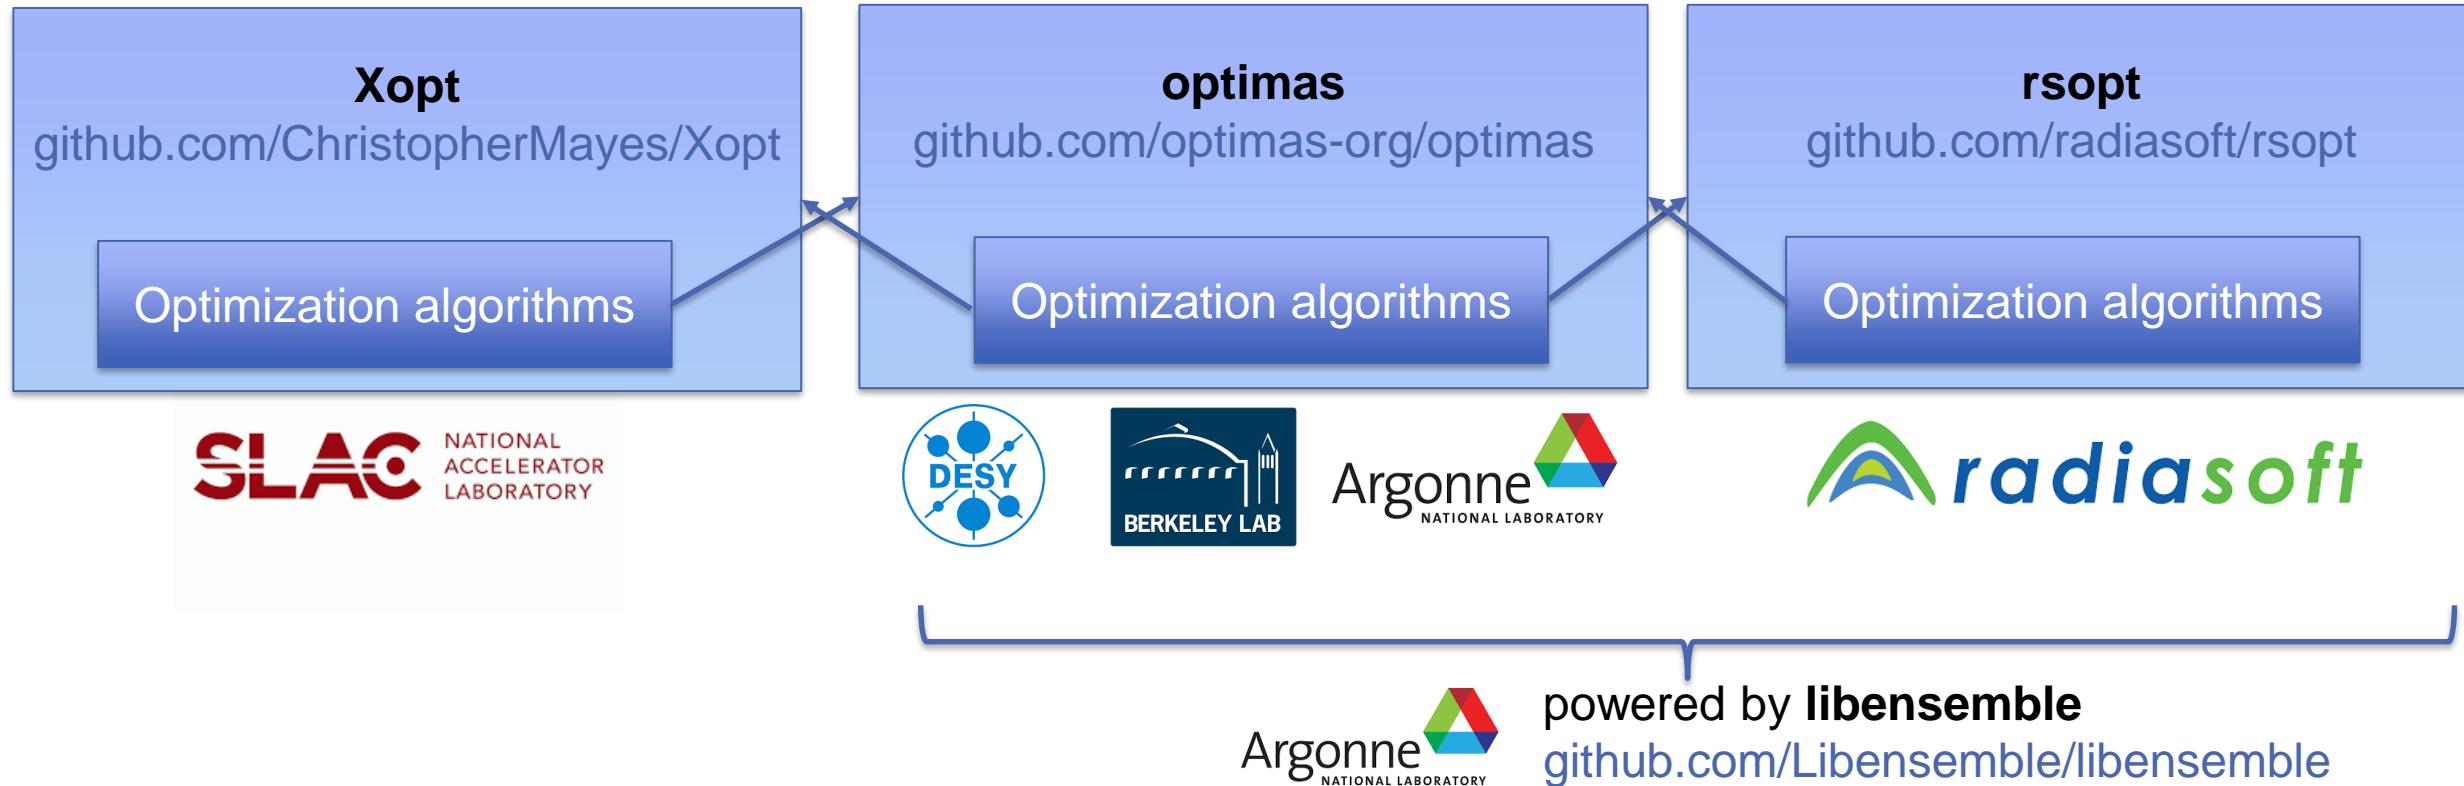 Xopt
github.com/ChristopherMayes/Xopt
Optimization algorithms
optimas
github.com/optimas-org/optimas
Optimization algorithms
rsopt
github.com/radiasoft/rsopt
Optimization algorithms
SLAC
NATIONAL
ACCELERATOR
LABORATORY
DESY
BERKELEY LAB
Argonne
NATIONAL LABORATORY
radiasoft
Argonne
NATIONAL LABORATORY
powered by libensemble
github.com/Libensemble/libensemble